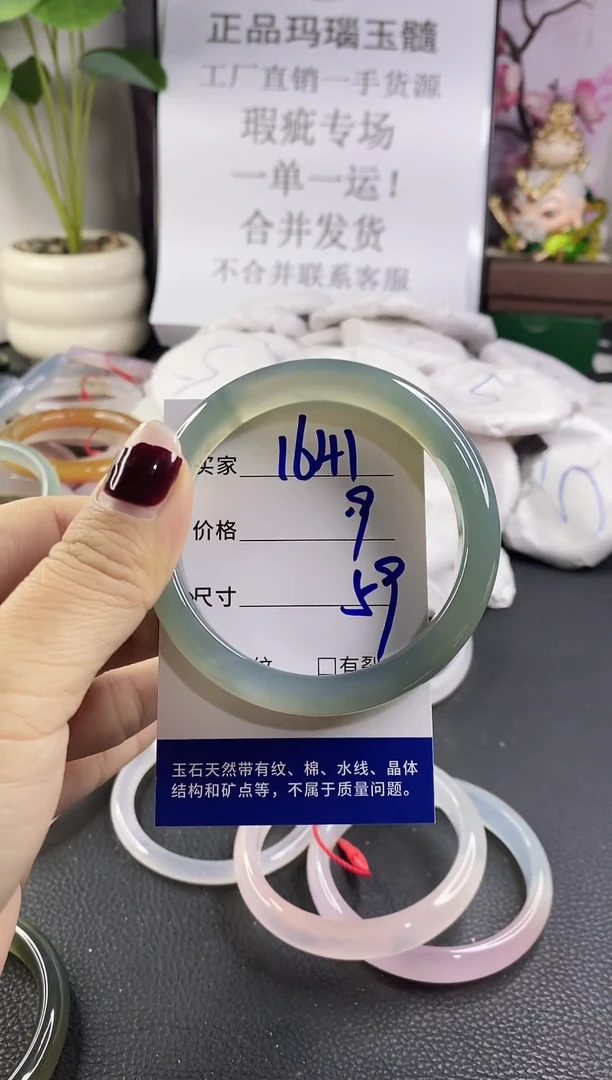 正品玛瑙玉髓
工厂直销一手货源
瑕疵专场
一单一运！
合并发货
不合并联系客服
买家 1641
价格 .9
尺寸 59
纹 □有裂
玉石天然带有纹、棉、水线、晶体
结构和矿点等，不属于质量问题。
5